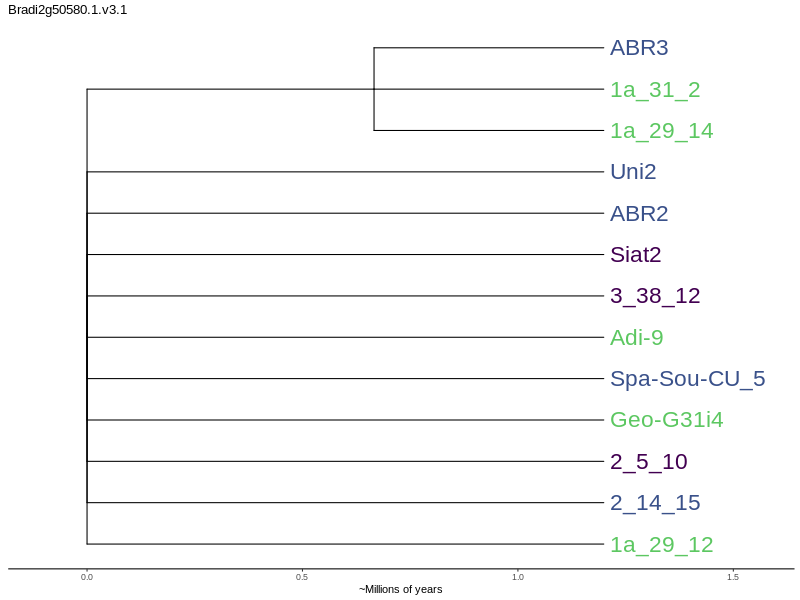 Bradi2g50580.1.v3.1
ABR3
1a_31_2
1a_29_14
Uni2
ABR2
Siat2
3_38_12
Adi-9
Spa-Sou-CU_5
Geo-G31i4
2_5_10
2_14_15
1a_29_12
0.0 0.5 1.0 1.5
~Millions of years